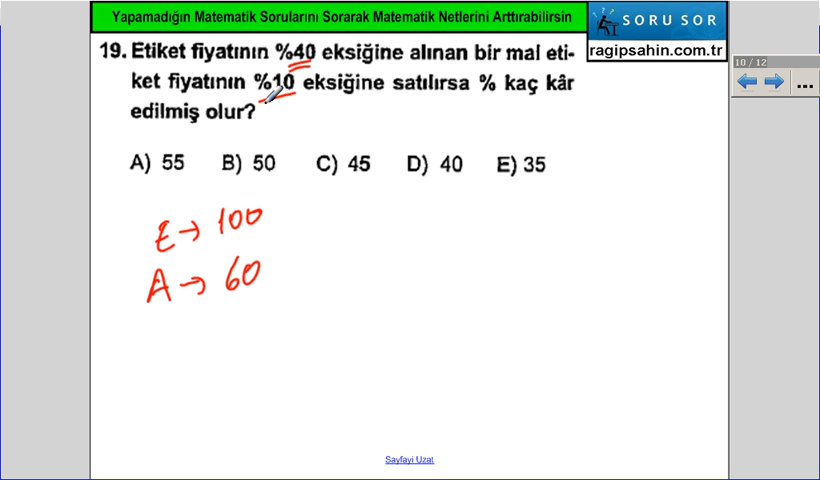 Yapamadığın Matematik Sorularını Sorarak Matematik Netlerini Arttırabilirsin
SORU SOR
ragipsahin.com.tr
10 / 12
...
19. Etiket fiyatının %40 eksiğine alınan bir mal eti-
ket fiyatının %10 eksiğine satılırsa % kaç kâr
edilmiş olur?
A) 55 B) 50 C) 45 D) 40 E) 35
E → 100
A → 60
Sayfayi Uzat